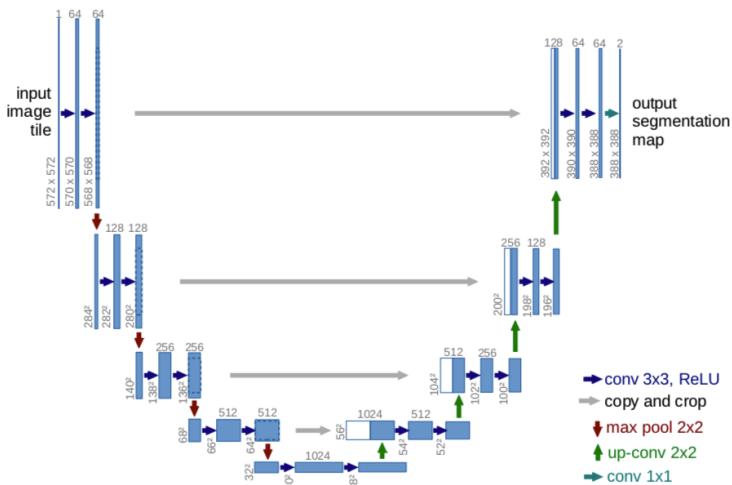 1 64 64
128 64 64 2
input
image
tile
572 x 572
570 x 570
568 x 568
392 x 392
390 x 390
388 x 388
388 x 388
output
segmentation
map
128 128
256 128
284²
282²
280²
200²
198²
196²
256 256
512 256
140²
138²
136²
104²
102²
100²
512 512
1024 512
68²
66²
64²
56²
54²
52²
1024
32²
0²
8²
conv 3x3, ReLU
copy and crop
max pool 2x2
up-conv 2x2
conv 1x1